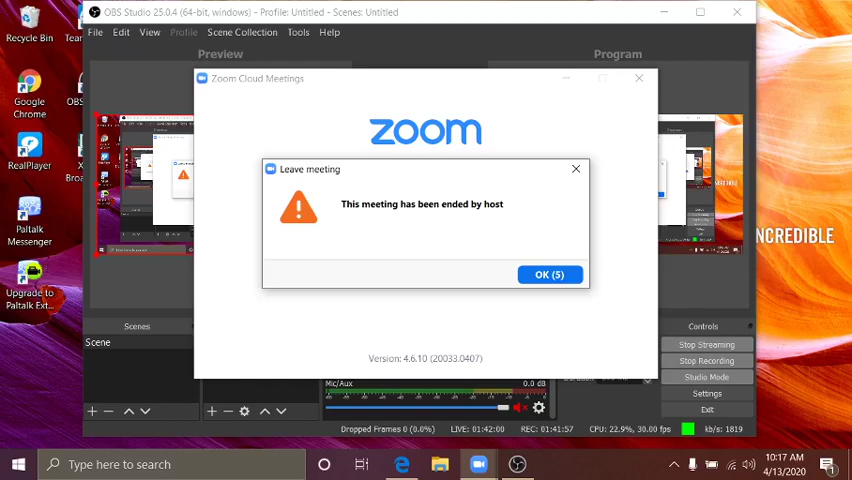 OBS Studio 25.0.4 (64-bit, windows) - Profile: Untitled - Scenes: Untitled
File Edit View Profile Scene Collection Tools Help
Preview
Program
Recycle Bin
Google Chrome
RealPlayer
Paltalk Messenger
Upgrade to Paltalk Ext...
Zoom Cloud Meetings
zoom
Leave meeting
This meeting has been ended by host
OK (5)
Version: 4.6.10 (20033.0407)
NCREDIBLE
Scenes
Scene
Mic/Aux 0.0 dB
Controls
Stop Streaming
Stop Recording
Studio Mode
Settings
Exit
Dropped Frames 0 (0.0%) LIVE: 01:42:00 REC: 01:41:57 CPU: 22.9%, 30.00 fps kb/s: 1819
Type here to search
10:17 AM
4/13/2020
1